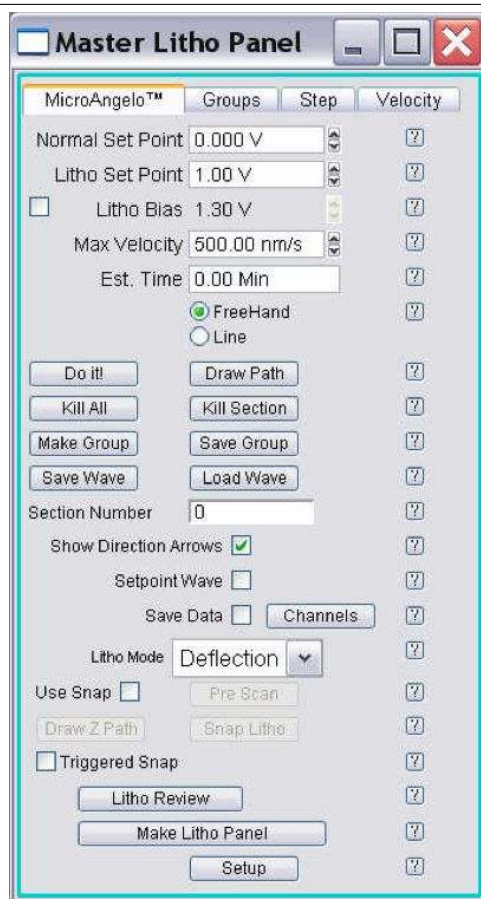 Master Litho Panel
MicroAngelo™ Groups Step Velocity
Normal Set Point 0.000 V ?
Litho Set Point 1.00 V ?
Litho Bias 1.30 V ?
Max Velocity 500.00 nm/s ?
Est. Time 0.00 Min ?
FreeHand ?
Line
Do it! Draw Path ?
Kill All Kill Section ?
Make Group Save Group ?
Save Wave Load Wave ?
Section Number 0 ?
Show Direction Arrows ?
Setpoint Wave ?
Save Data Channels ?
Litho Mode Deflection ?
Use Snap Pre Scan ?
Draw Z Path Snap Litho ?
Triggered Snap ?
Litho Review ?
Make Litho Panel ?
Setup ?